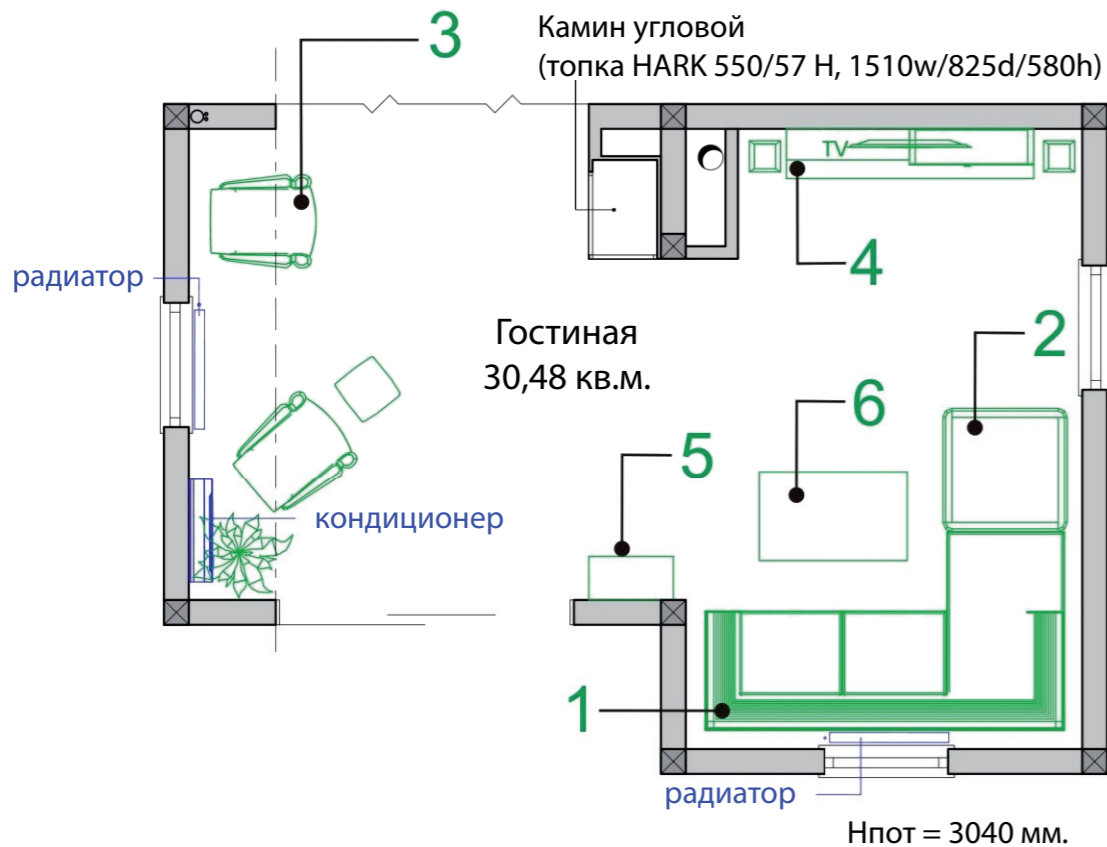 3
Камин угловой
(топка HARK 550/57 H, 1510w/825d/580h)
TV
4
радиатор
2
Гостиная
30,48 кв.м.
6
5
кондиционер
1
радиатор
Нпот = 3040 мм.